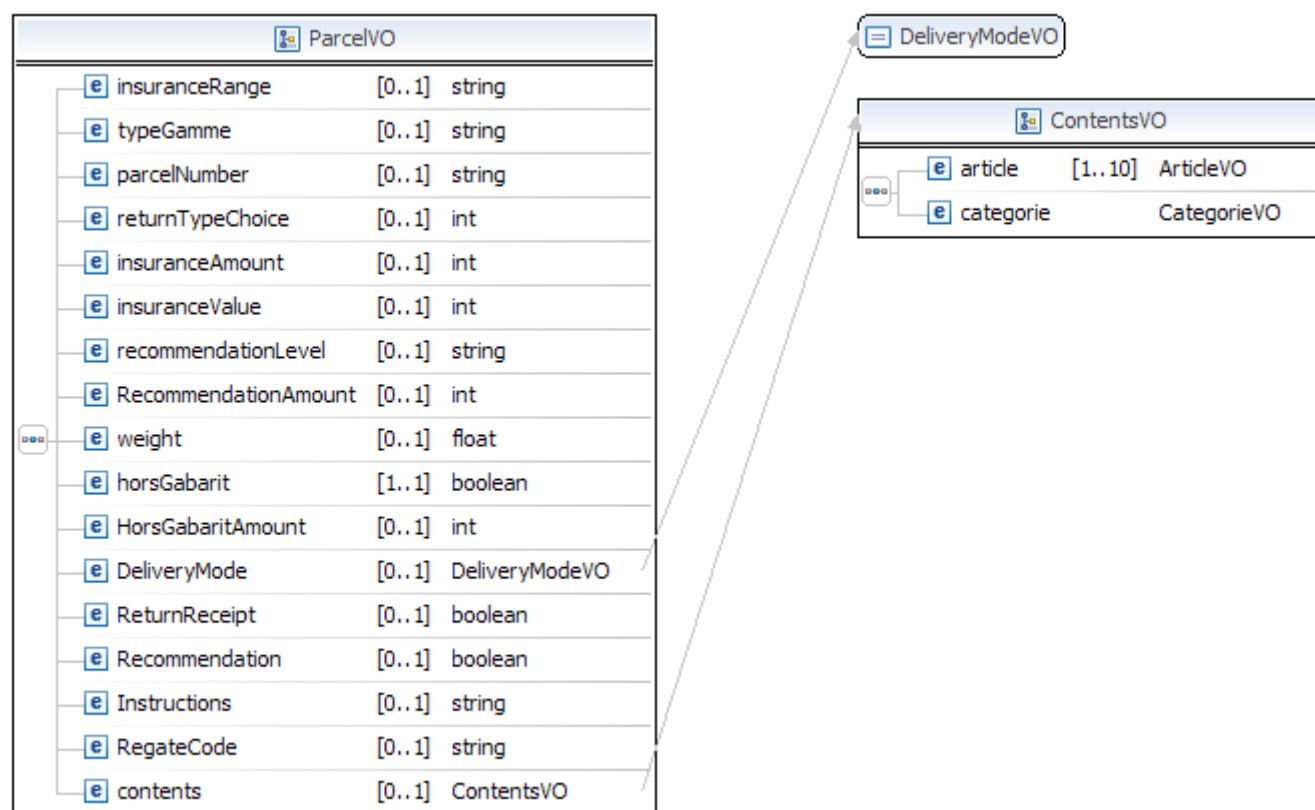 ParcelVO
e insuranceRange [0..1] string
e typeGamme [0..1] string
e parcelNumber [0..1] string
e returnTypeChoice [0..1] int
e insuranceAmount [0..1] int
e insuranceValue [0..1] int
e recommendationLevel [0..1] string
e RecommendationAmount [0..1] int
e weight [0..1] float
e horsGabarit [1..1] boolean
e HorsGabaritAmount [0..1] int
e DeliveryMode [0..1] DeliveryModeVO
e ReturnReceipt [0..1] boolean
e Recommendation [0..1] boolean
e Instructions [0..1] string
e RegateCode [0..1] string
e contents [0..1] ContentsVO
DeliveryModeVO
ContentsVO
e article [1..10] ArticleVO
e categorie CategorieVO